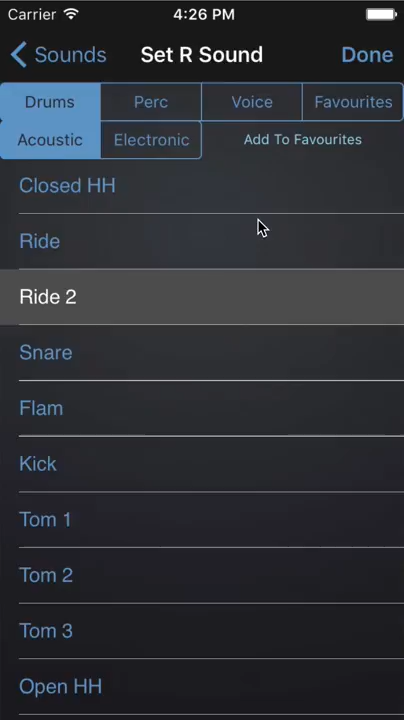 Carrier 4:26 PM
Sounds Set R Sound Done
Drums Perc Voice Favourites
Acoustic Electronic Add To Favourites
Closed HH
Ride
Ride 2
Snare
Flam
Kick
Tom 1
Tom 2
Tom 3
Open HH